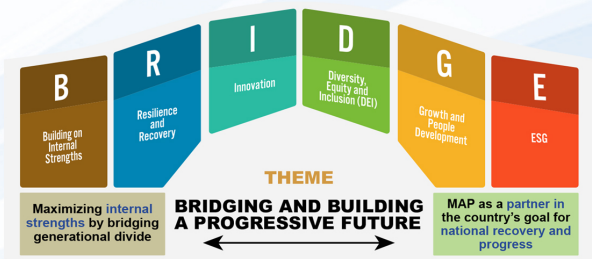 B
Building on
Internal
Strengths
R
Resilience
and
Recovery
I
Innovation
D
Diversity,
Equity and
Inclusion (DEI)
G
Growth and
People
Development
E
ESG
THEME
BRIDGING AND BUILDING
A PROGRESSIVE FUTURE
Maximizing internal
strengths by bridging
generational divide
MAP as a partner in
the country's goal for
national recovery and
progress